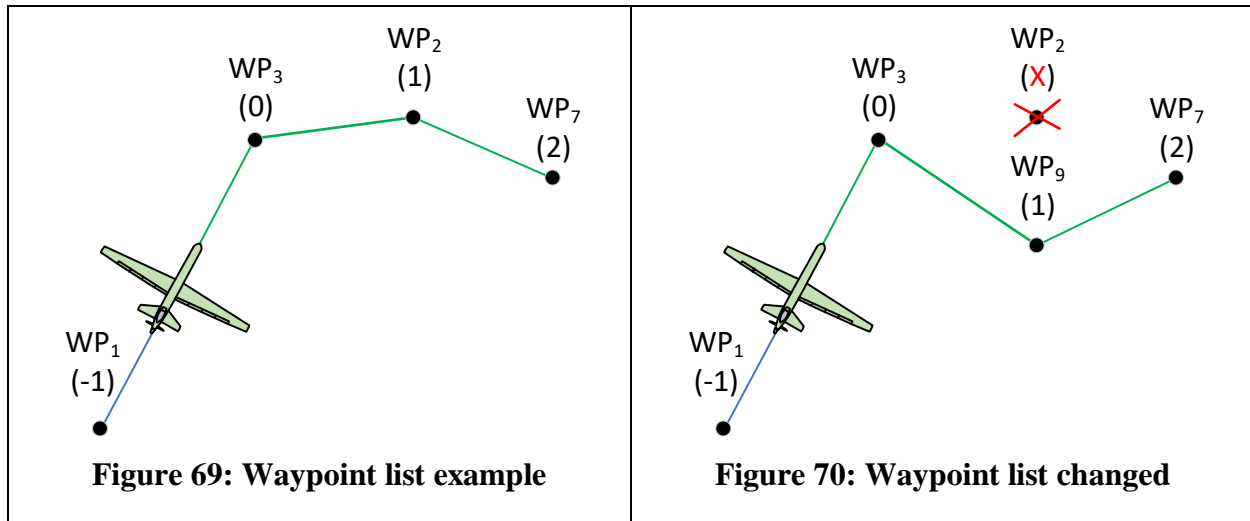 WP₂
(1)
WP₃
(0)
WP₇
(2)
WP₁
(-1)
Figure 69: Waypoint list example
WP₂
(X)
WP₃
(0)
WP₇
(2)
WP₉
(1)
WP₁
(-1)
Figure 70: Waypoint list changed